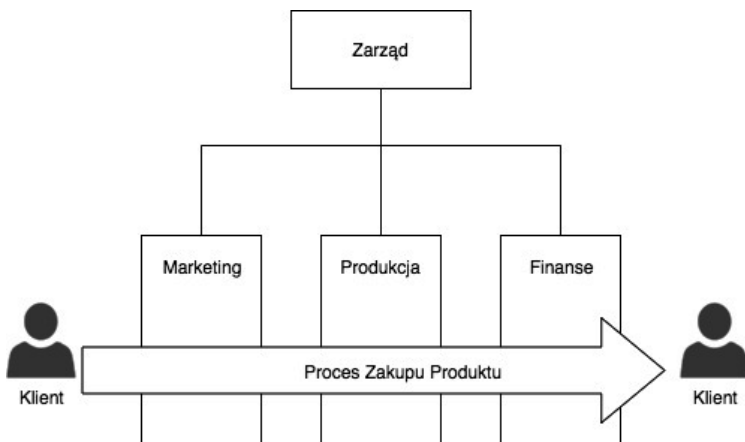 Zarząd
Marketing
Produkcja
Finanse
Proces Zakupu Produktu
Klient
Klient